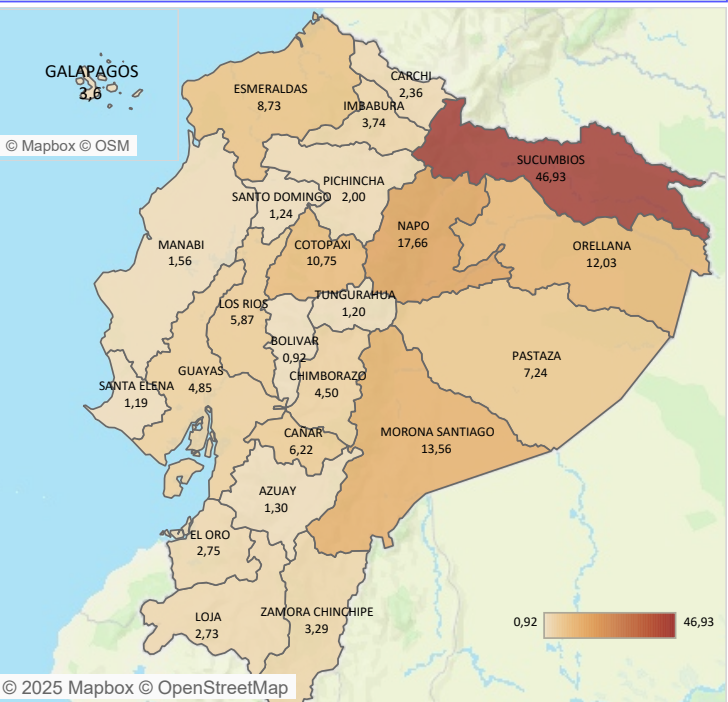 GALAPAGOS
3,6
© Mapbox © OSM
ESMERALDAS
8,73
CARCHI
2,36
IMBABURA
3,74
SUCUMBIOS
46,93
PICHINCHA
2,00
SANTO DOMINGO
1,24
NAPO
17,66
MANABI
1,56
COTOPAXI
10,75
ORELLANA
12,03
LOS RIOS
5,87
TUNGURAHUA
1,20
BOLIVAR
0,92
PASTAZA
7,24
GUAYAS
4,85
CHIMBORAZO
4,50
SANTA ELENA
1,19
CAÑAR
6,22
MORONA SANTIAGO
13,56
AZUAY
1,30
EL ORO
2,75
LOJA
2,73
ZAMORA CHINCHIPE
3,29
0,92 46,93
© 2025 Mapbox © OpenStreetMap